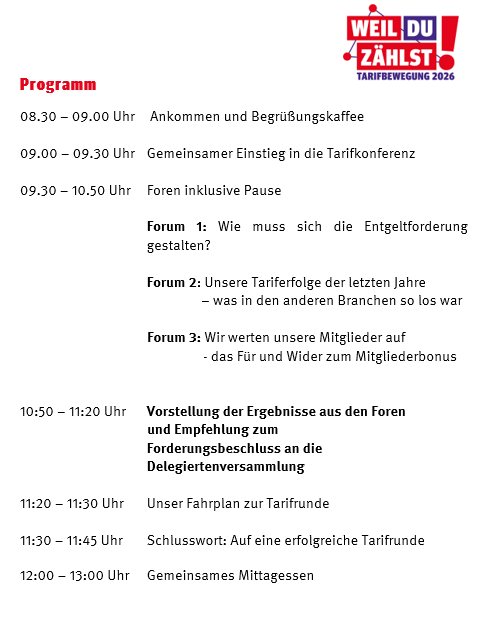 WEIL DU
ZÄHLST!
TARIFBEWEGUNG 2026
Programm
08.30 – 09.00 Uhr Ankommen und Begrüßungskaffee
09.00 – 09.30 Uhr Gemeinsamer Einstieg in die Tarifkonferenz
09.30 – 10.50 Uhr Foren inklusive Pause
Forum 1: Wie muss sich die Entgeltforderung
gestalten?
Forum 2: Unsere Tariferfolge der letzten Jahre
– was in den anderen Branchen so los war
Forum 3: Wir werten unsere Mitglieder auf
- das Für und Wider zum Mitgliederbonus
10:50 – 11:20 Uhr Vorstellung der Ergebnisse aus den Foren
und Empfehlung zum
Forderungsbeschluss an die
Delegiertenversammlung
11:20 – 11:30 Uhr Unser Fahrplan zur Tarifrunde
11:30 – 11:45 Uhr Schlusswort: Auf eine erfolgreiche Tarifrunde
12:00 – 13:00 Uhr Gemeinsames Mittagessen